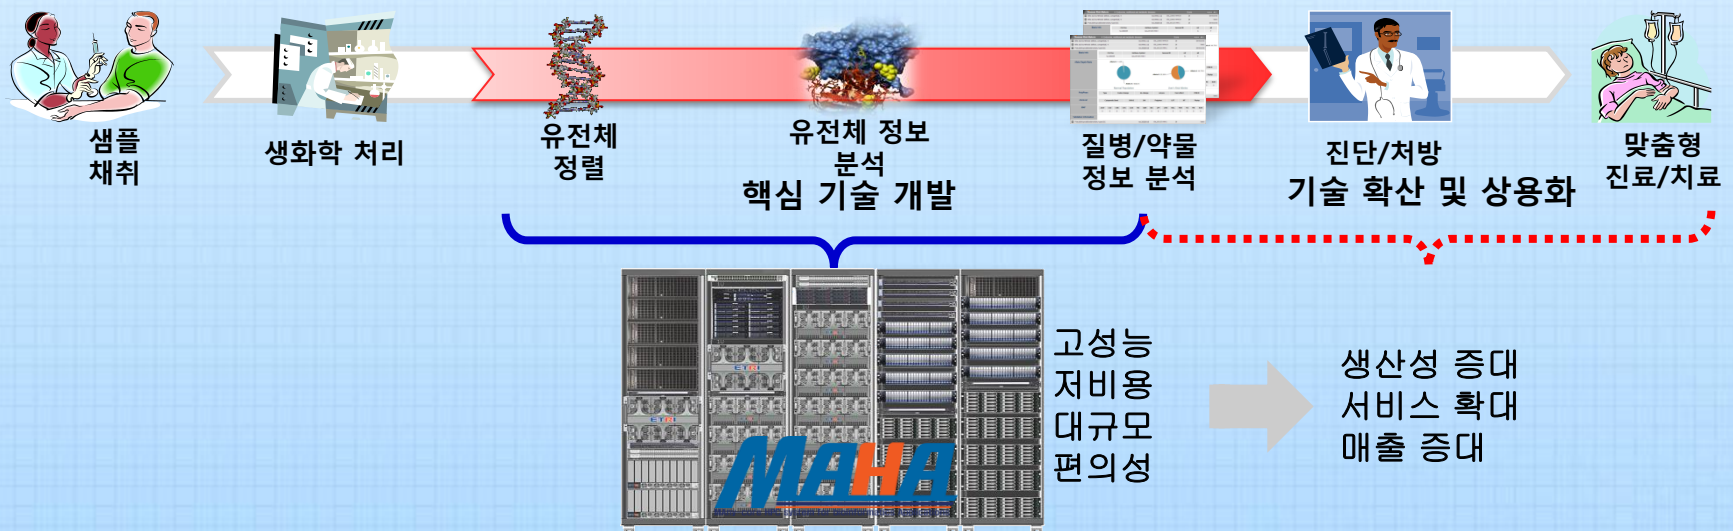 샘플
채취
생화학 처리
유전체
정렬
유전체 정보
분석
질병/약물
정보 분석
진단/처방
맞춤형
진료/치료
핵심 기술 개발
기술 확산 및 상용화
고성능
저비용
대규모
편의성
생산성 증대
서비스 확대
매출 증대
ETRI
ETRI
MAHA